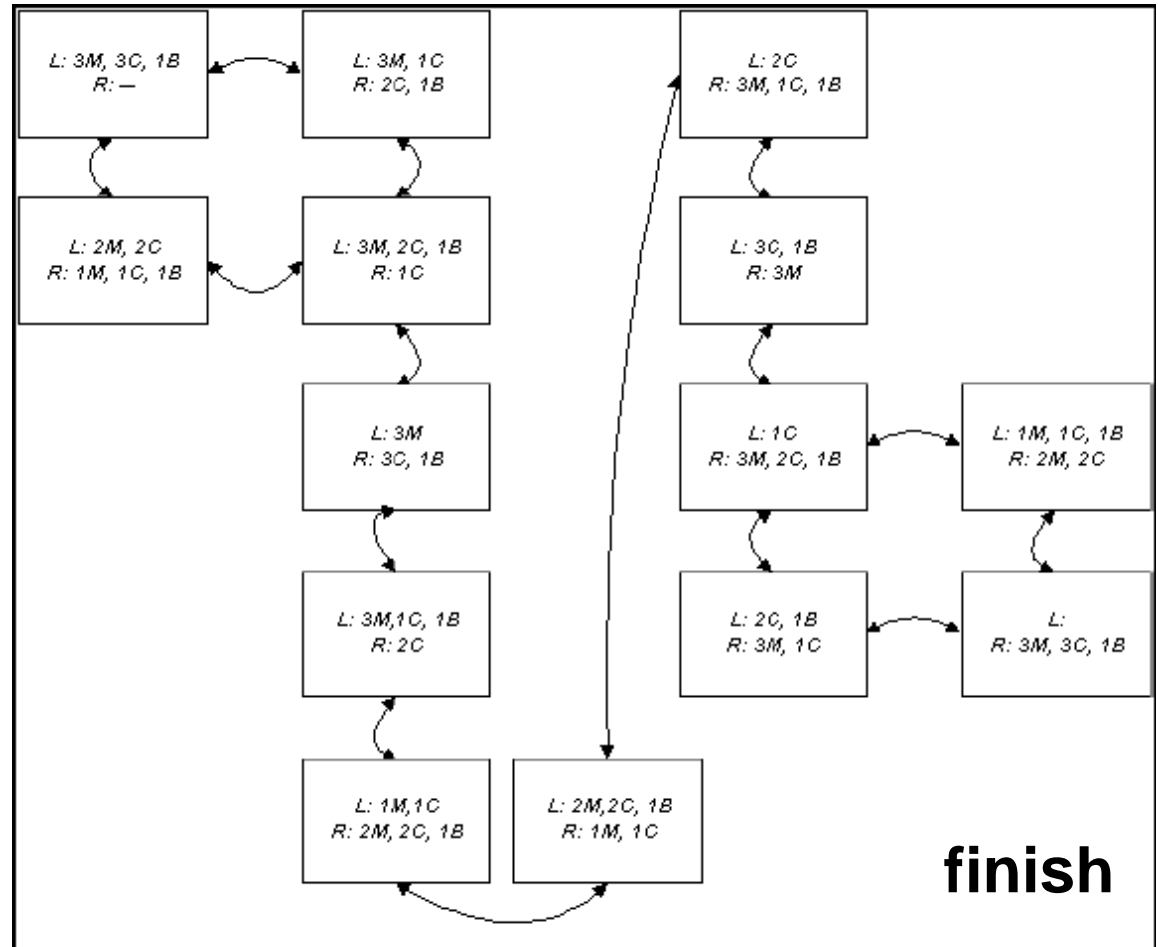 L: 3M, 3C, 1B
R: —
L: 3M, 1C
R: 2C, 1B
L: 2C
R: 3M, 1C, 1B
L: 2M, 2C
R: 1M, 1C, 1B
L: 3M, 2C, 1B
R: 1C
L: 3C, 1B
R: 3M
L: 3M
R: 3C, 1B
L: 1C
R: 3M, 2C, 1B
L: 1M, 1C, 1B
R: 2M, 2C
L: 3M,1C, 1B
R: 2C
L: 2C, 1B
R: 3M, 1C
L:
R: 3M, 3C, 1B
L: 1M,1C
R: 2M, 2C, 1B
L: 2M,2C, 1B
R: 1M, 1C
finish